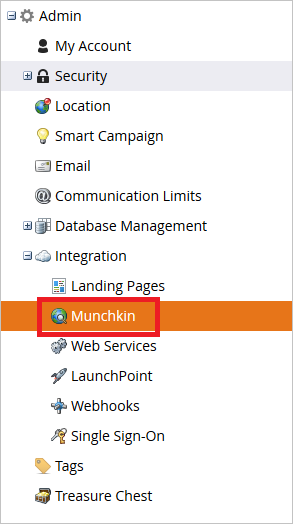 Admin
My Account
Security
Location
Smart Campaign
Email
Communication Limits
Database Management
Integration
Landing Pages
Munchkin
Web Services
LaunchPoint
Webhooks
Single Sign-On
Tags
Treasure Chest